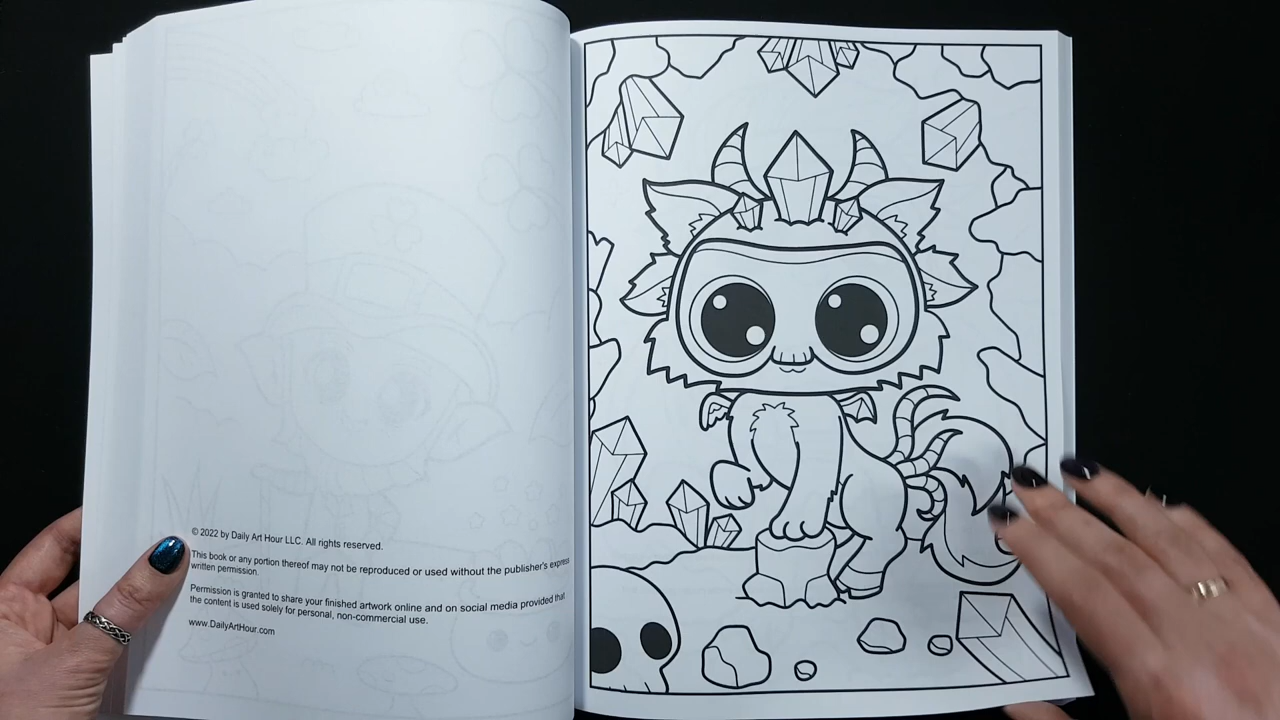 © 2022 by Daily Art Hour LLC. All rights reserved.
This book or any portion thereof may not be reproduced or used without the publisher's express
written permission.
Permission is granted to share your finished artwork online and on social media provided that
the content is used solely for personal, non-commercial use.
www.DailyArtHour.com